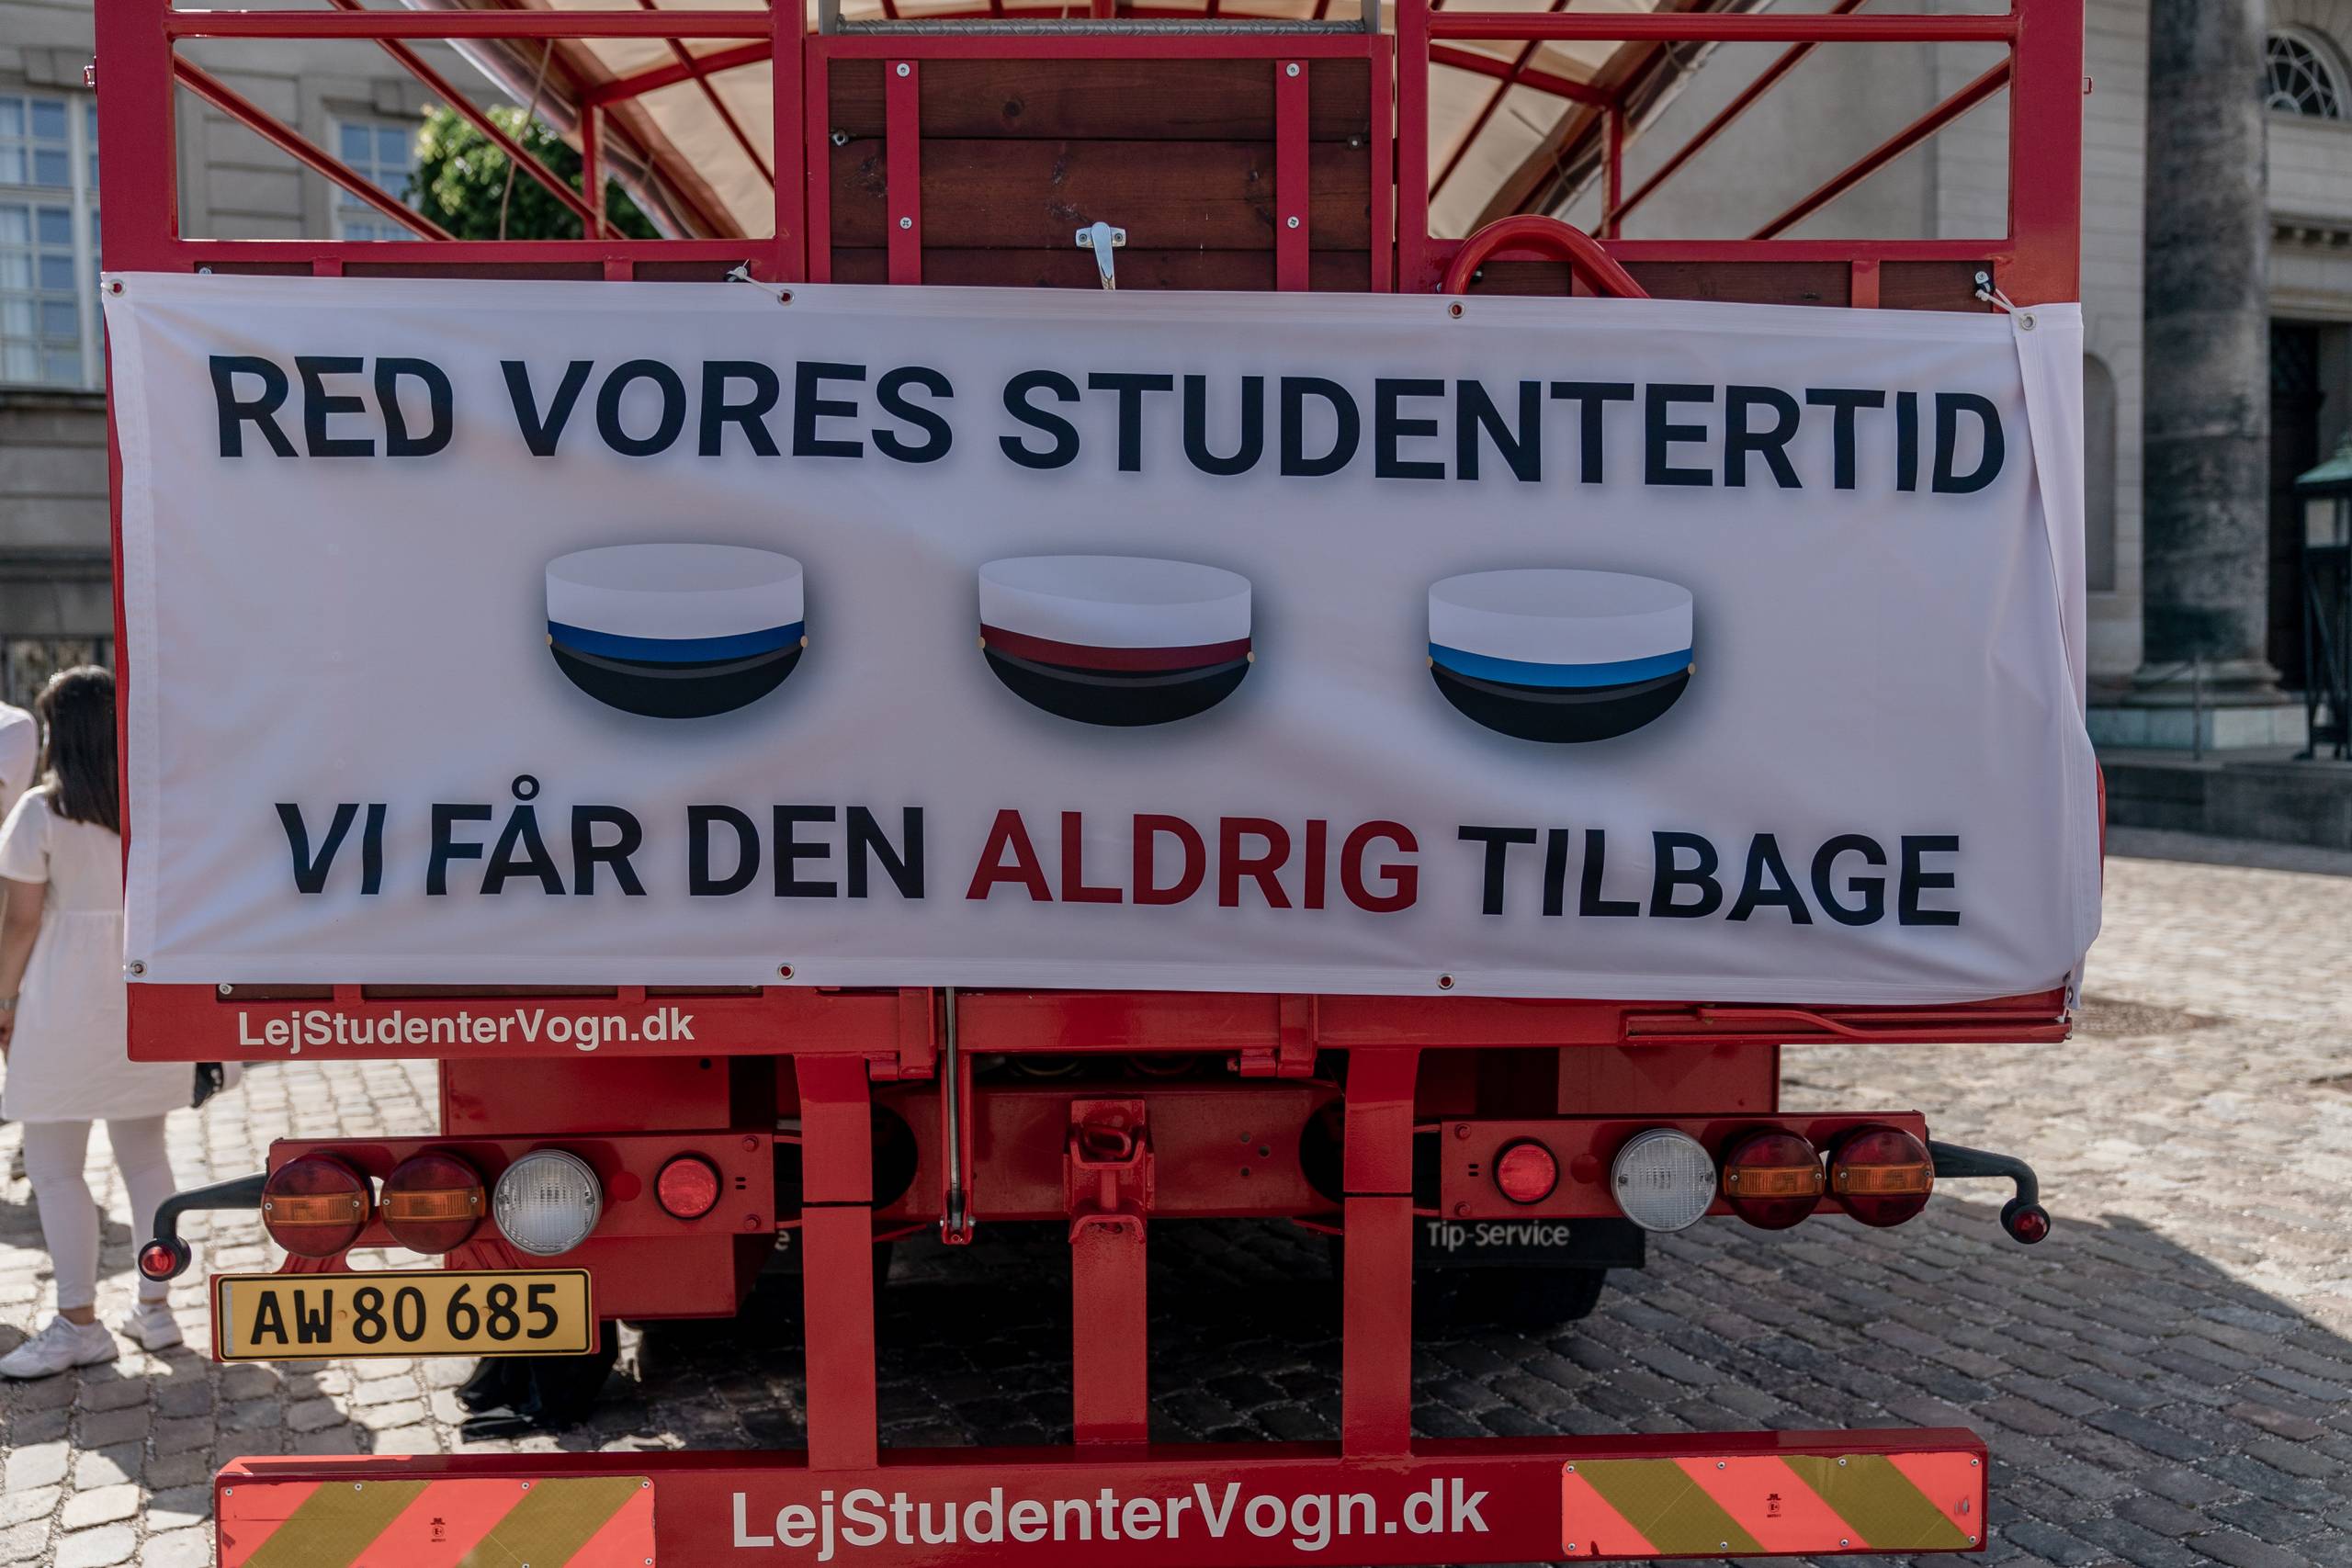 RED VORES STUDENTERTID
VI FÅR DEN ALDRIG TILBAGE
LejStudenterVogn.dk
Tip-Service
AW 80 685
LejStudenterVogn.dk